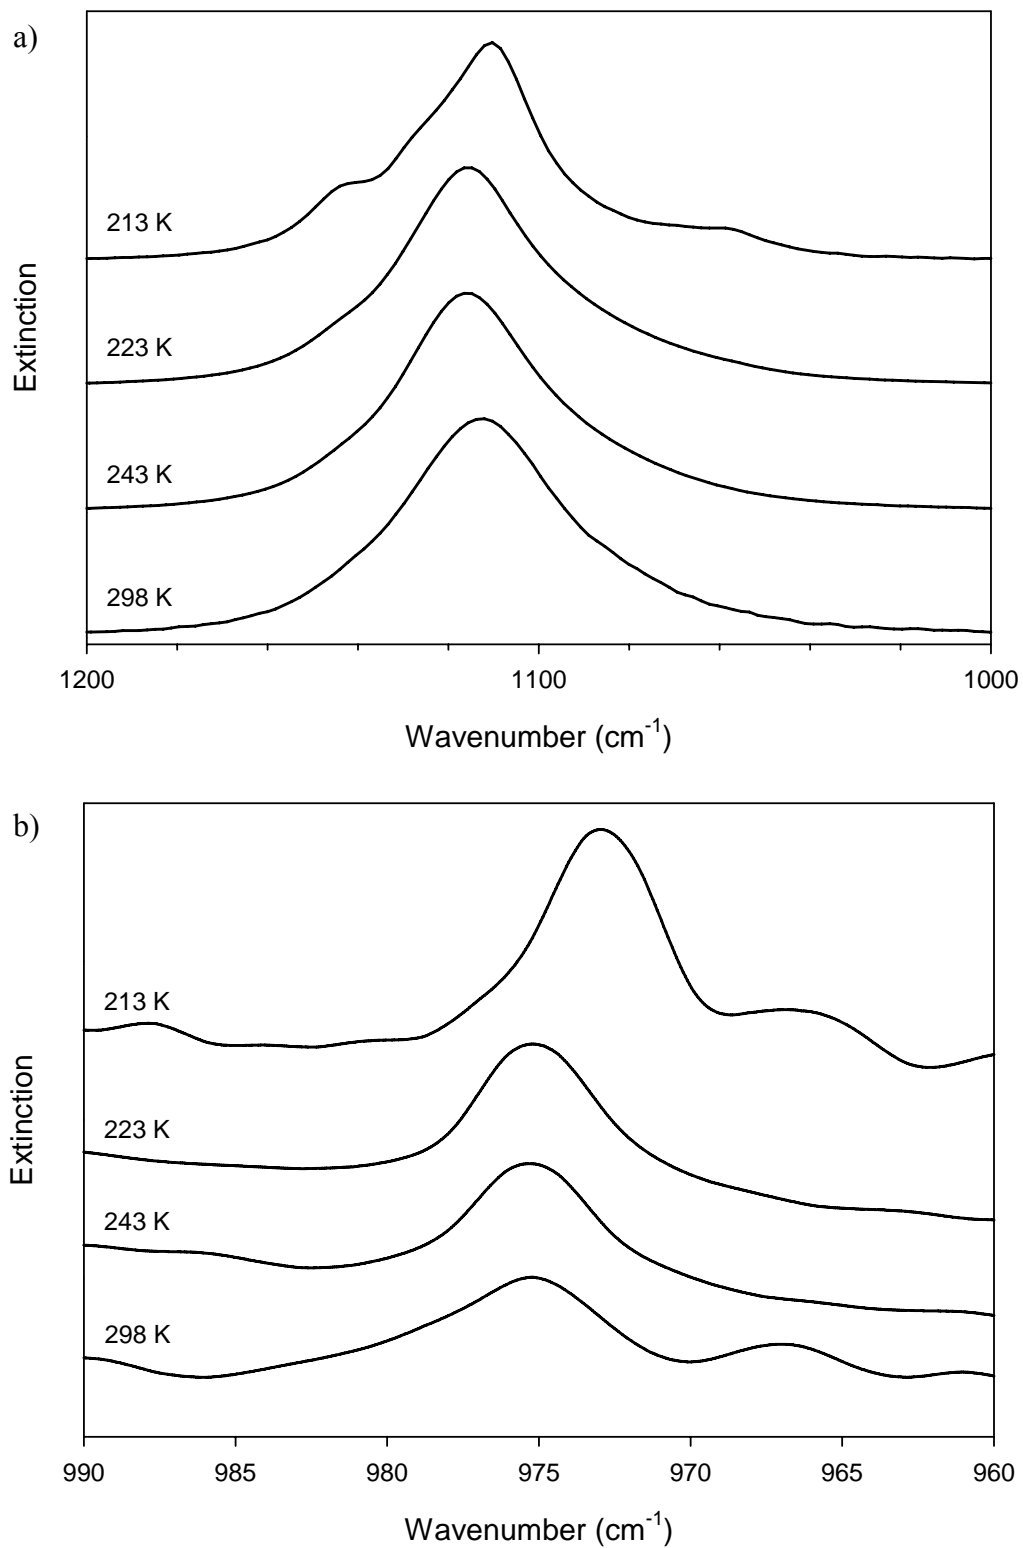 a)
213 K
223 K
243 K
298 K
Extinction
1200 1100 1000
Wavenumber (cm⁻¹)
b)
213 K
223 K
243 K
298 K
Extinction
990 985 980 975 970 965 960
Wavenumber (cm⁻¹)